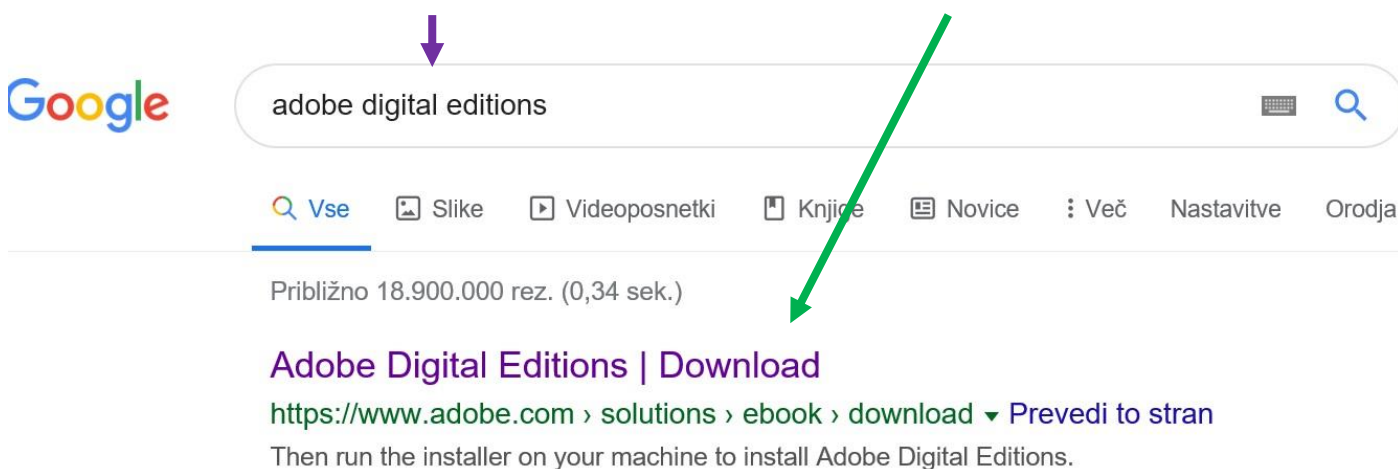 Google
adobe digital editions
Vse Slike Videoposnetki Knjige Novice Več Nastavitve Orodja
Približno 18.900.000 rez. (0,34 sek.)
Adobe Digital Editions | Download
https://www.adobe.com › solutions › ebook › download ▾ Prevedi to stran
Then run the installer on your machine to install Adobe Digital Editions.